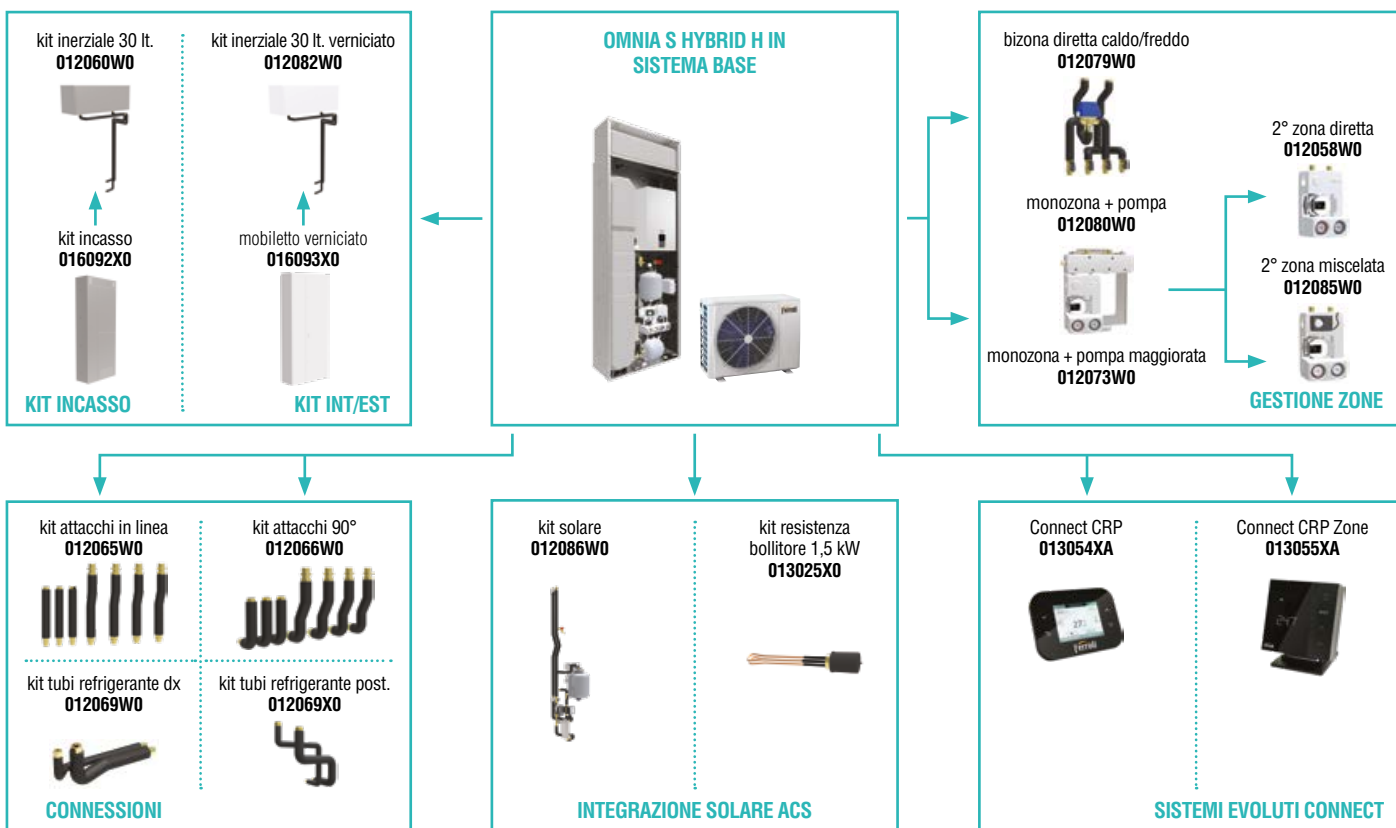 kit inerziale 30 lt.
012060W0
kit incasso
016092X0
KIT INCASSO
kit inerziale 30 lt. verniciato
012082W0
mobiletto verniciato
016093X0
KIT INT/EST
OMNIA S HYBRID H IN
SISTEMA BASE
ferroli
bizona diretta caldo/freddo
012079W0
monozona + pompa
012080W0
monozona + pompa maggiorata
012073W0
2° zona diretta
012058W0
2° zona miscelata
012085W0
GESTIONE ZONE
kit attacchi in linea
012065W0
kit attacchi 90°
012066W0
kit tubi refrigerante dx
012069W0
kit tubi refrigerante post.
012069X0
CONNESSIONI
kit solare
012086W0
kit resistenza
bollitore 1,5 kW
013025X0
INTEGRAZIONE SOLARE ACS
Connect CRP
013054XA
ferroli
Connect CRP Zone
013055XA
247
SISTEMI EVOLUTI CONNECT